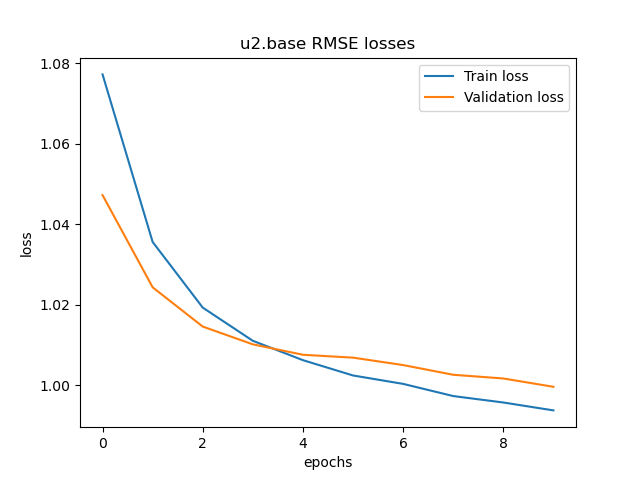 u2.base RMSE losses
Train loss
Validation loss
1.08
1.06
1.04
1.02
1.00
loss
0
2
4
6
8
epochs